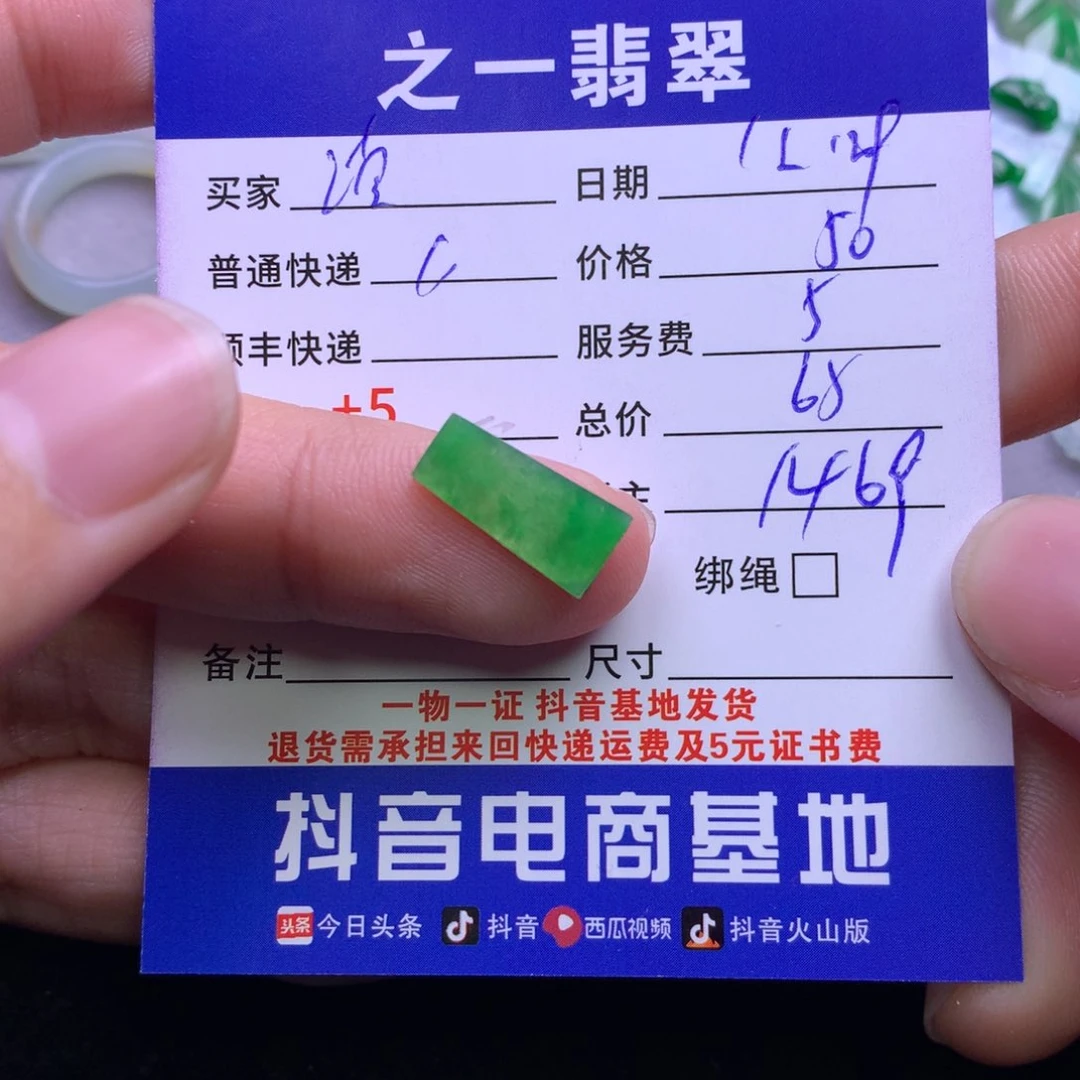 之一翡翠
买家 日期
普通快递 价格 50
顺丰快递 服务费 5
+5 总价 68
主 1469
绑绳
备注 尺寸
一物一证 抖音基地发货
退货需承担来回快递运费及5元证书费
抖音电商基地
头条 今日头条 抖音 西瓜视频 抖音火山版